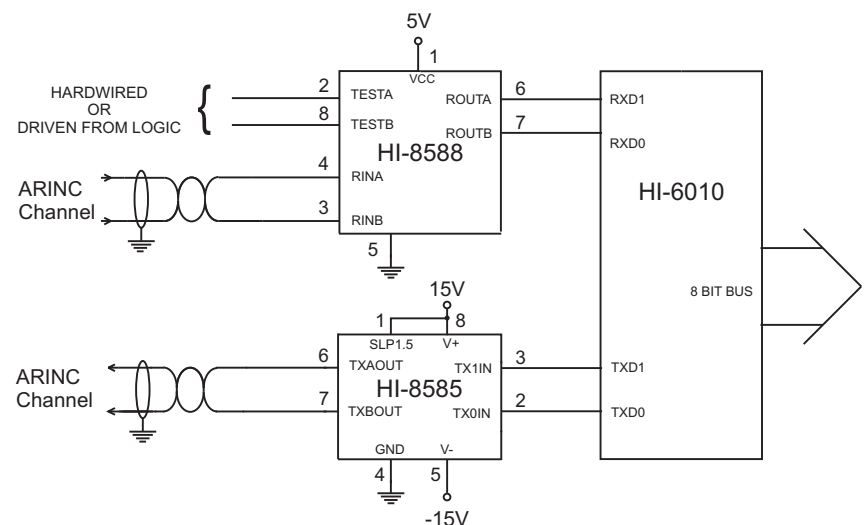 5V
1
VCC
HARDWIRED
OR
DRIVEN FROM LOGIC
{
2
TESTA
8
TESTB
ROUTA
6
ROUTB
7
HI-8588
ARINC
Channel
4
RINA
3
RINB
5
RXD1
RXD0
HI-6010
8 BIT BUS
15V
1
8
SLP1.5
V+
ARINC
Channel
6
TXAOUT
7
TXBOUT
HI-8585
TX1IN
3
TX0IN
2
TXD1
TXD0
GND
V-
4
5
-15V